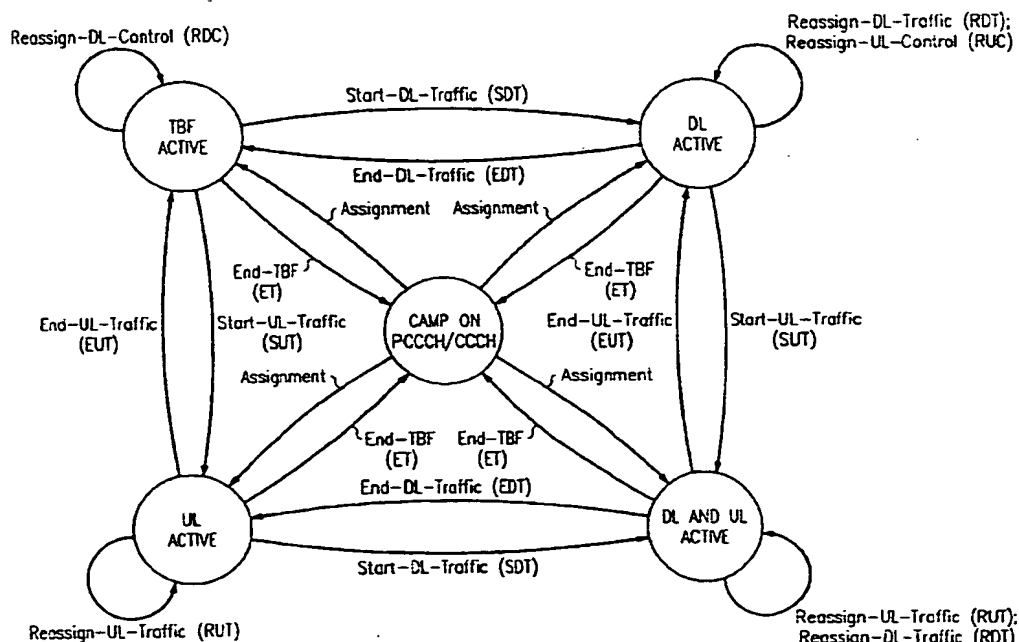 Reassign-DL-Control (RDC)
Reassign-DL-Traffic (RDT);
Reassign-UL-Control (RUC)
TBF
ACTIVE
Start-DL-Traffic (SDT)
DL
ACTIVE
End-DL-Traffic (EDT)
Assignment
Assignment
End-TBF
(ET)
End-TBF
(ET)
End-UL-Traffic
(EUT)
Start-UL-Traffic
(SUT)
CAMP ON
PCCCH/CCCH
End-UL-Traffic
(EUT)
Start-UL-Traffic
(SUT)
Assignment
Assignment
End-TBF
(ET)
End-TBF
(ET)
End-DL-Traffic (EDT)
UL
ACTIVE
DL AND UL
ACTIVE
Start-DL-Traffic (SDT)
Reassign-UL-Traffic (RUT)
Reassign-UL-Traffic (RUT);
Reassign-DL-Traffic (RDT)